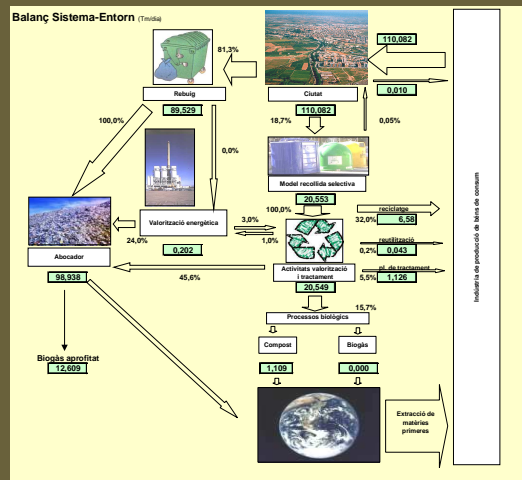 Balanç Sistema-Entorn (Tm/dia)
81,3%
110,082
0,010
Rebuig
Ciutat
89,529
110,082
100,0%
18,7%
0,05%
0,0%
Model recollida selectiva
20,553
100,0%
reciclatge
32,0%
6,58
Valorització energètica
3,0%
24,0%
1,0%
reutilització
0,2%
0,043
0,202
Abocador
Activitats valorització
i tractament
pl. de tractament
98,938
45,6%
5,5%
1,126
20,549
15,7%
Processos biològics
Compost
Biogàs
Biogàs aprofitat
12,609
1,109
0,000
Extracció de
matèries
primeres
Indústria de producció de béns de consum